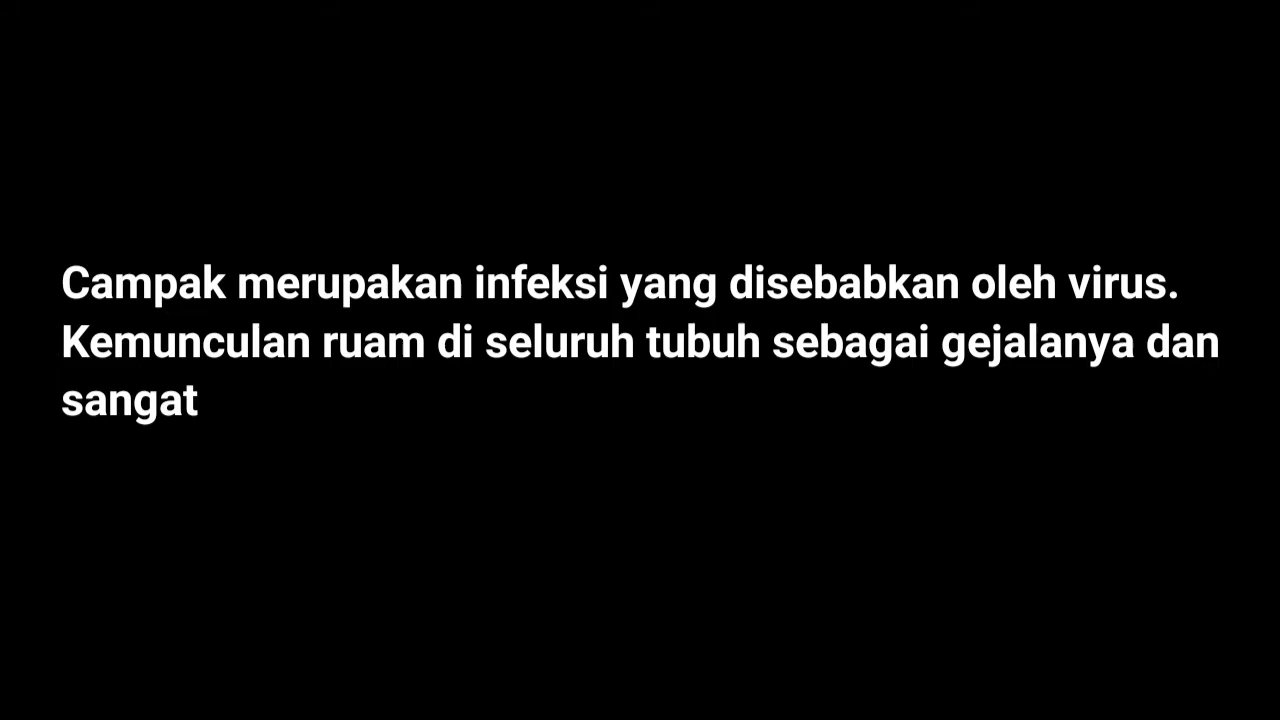 Campak merupakan infeksi yang disebabkan oleh virus.
Kemunculan ruam di seluruh tubuh sebagai gejalanya dan
sangat